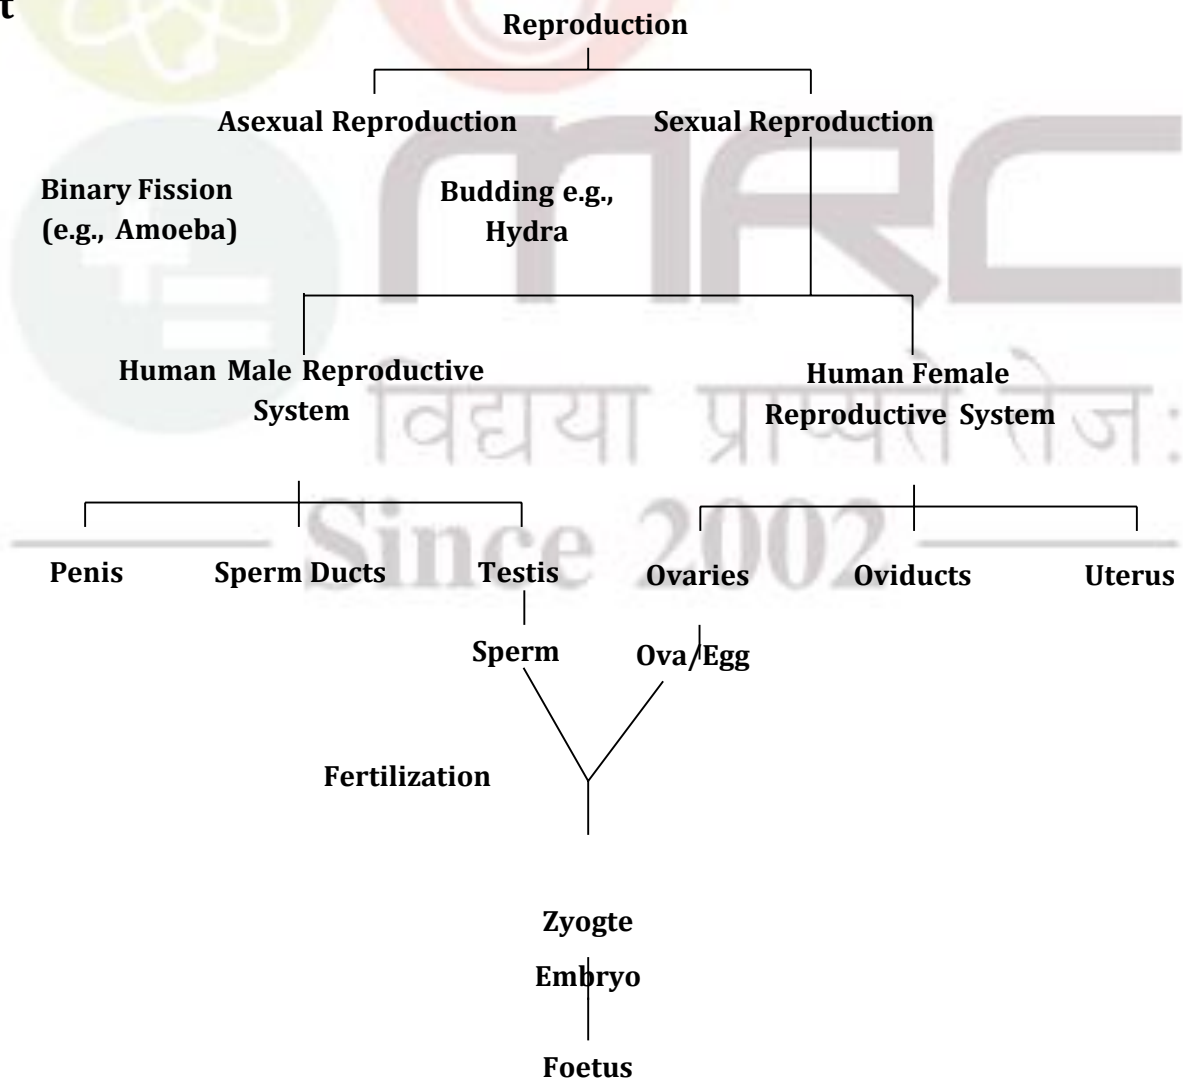 t
Reproduction
Asexual Reproduction
Sexual Reproduction
Binary Fission
(e.g., Amoeba)
Budding e.g.,
Hydra
MRC
Human Male Reproductive
System
Human Female
Reproductive System
विद्यया प्राप्यते तेज:
Since 2002
Penis
Sperm Ducts
Testis
Ovaries
Oviducts
Uterus
Sperm
Ova/Egg
Fertilization
Zyogte
Embryo
Foetus